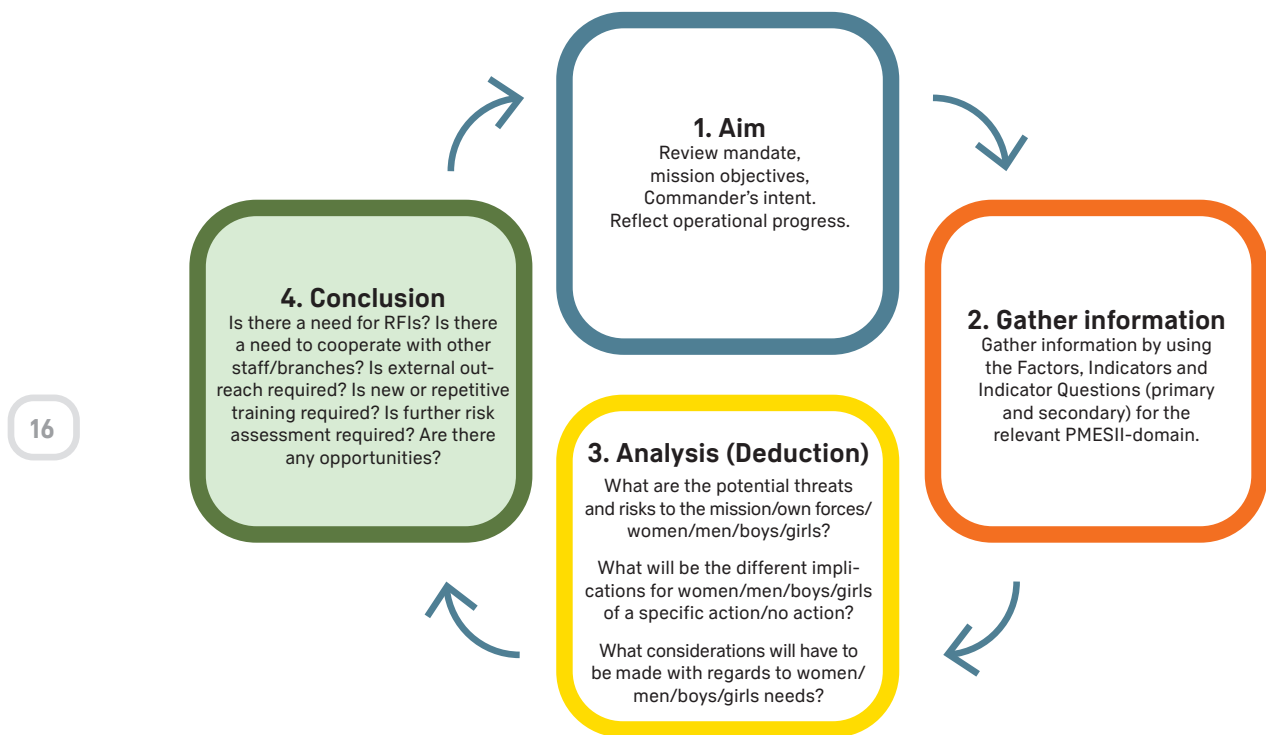 1. Aim
Review mandate,
mission objectives,
Commander's intent.
Reflect operational progress.
2. Gather information
Gather information by using
the Factors, Indicators and
Indicator Questions (primary
and secondary) for the
relevant PMESII-domain.
3. Analysis (Deduction)
What are the potential threats
and risks to the mission/own forces/
women/men/boys/girls?
What will be the different impli-
cations for women/men/boys/girls
of a specific action/no action?
What considerations will have to
be made with regards to women/
men/boys/girls needs?
4. Conclusion
Is there a need for RFIs? Is there
a need to cooperate with other
staff/branches? Is external out-
reach required? Is new or repetitive
training required? Is further risk
assessment required? Are there
any opportunities?
16